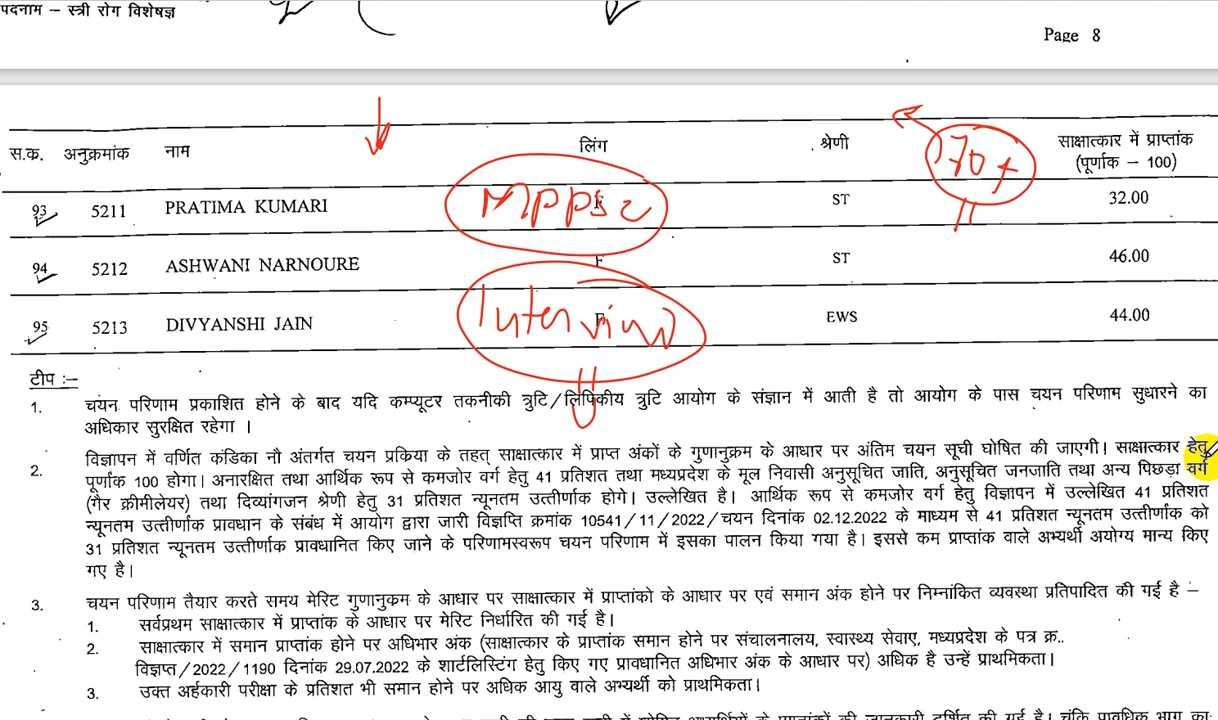 पदनाम – स्त्री रोग विशेषज्ञ
Page 8
स.क. अनुक्रमांक नाम लिंग श्रेणी 70+ साक्षात्कार में प्राप्तांक
(पूर्णांक – 100)
93 5211 PRATIMA KUMARI MPPSC ST 32.00
94 5212 ASHWANI NARNOURE F ST 46.00
95 5213 DIVYANSHI JAIN Interview EWS 44.00
टीप :–
1. चयन परिणाम प्रकाशित होने के बाद यदि कम्प्यूटर तकनीकी त्रुटि/लिपिकीय त्रुटि आयोग के संज्ञान में आती है तो आयोग के पास चयन परिणाम सुधारने का
अधिकार सुरक्षित रहेगा ।
2. विज्ञापन में वर्णित कंडिका नौ अंतर्गत चयन प्रकिया के तहत् साक्षात्कार में प्राप्त अंकों के गुणानुक्रम के आधार पर अंतिम चयन सूची घोषित की जाएगी। साक्षात्कार हेतु
पूर्णांक 100 होगा। अनारक्षित तथा आर्थिक रूप से कमजोर वर्ग हेतु 41 प्रतिशत तथा मध्यप्रदेश के मूल निवासी अनुसूचित जाति, अनुसूचित जनजाति तथा अन्य पिछड़ा वर्ग
(गैर क्रीमीलेयर) तथा दिव्यांगजन श्रेणी हेतु 31 प्रतिशत न्यूनतम उत्तीर्णांक होगे। उल्लेखित है। आर्थिक रूप से कमजोर वर्ग हेतु विज्ञापन में उल्लेखित 41 प्रतिशत
न्यूनतम उत्तीर्णांक प्रावधान के संबंध में आयोग द्वारा जारी विज्ञप्ति क्रमांक 10541/11/2022/चयन दिनांक 02.12.2022 के माध्यम से 41 प्रतिशत न्यूनतम उत्तीर्णांक को
31 प्रतिशत न्यूनतम उत्तीर्णांक प्रावधानित किए जाने के परिणामस्वरूप चयन परिणाम में इसका पालन किया गया है। इससे कम प्राप्तांक वाले अभ्यर्थी अयोग्य मान्य किए
गए है।
3. चयन परिणाम तैयार करते समय मेरिट गुणानुकम के आधार पर साक्षात्कार में प्राप्तांको के आधार पर एवं समान अंक होने पर निम्नांकित व्यवस्था प्रतिपादित की गई है –
1. सर्वप्रथम साक्षात्कार में प्राप्तांक के आधार पर मेरिट निर्धारित की गई है।
2. साक्षात्कार में समान प्राप्तांक होने पर अधिभार अंक (साक्षात्कार के प्राप्तांक समान होने पर संचालनालय, स्वास्थ्य सेवाए, मध्यप्रदेश के पत्र क्र..
विज्ञप्त/2022/1190 दिनांक 29.07.2022 के शार्टलिस्टिंग हेतु किए गए प्रावधानित अधिभार अंक के आधार पर) अधिक है उन्हें प्राथमिकता।
3. उक्त अर्हकारी परीक्षा के प्रतिशत भी समान होने पर अधिक आयु वाले अभ्यर्थी को प्राथमिकता।